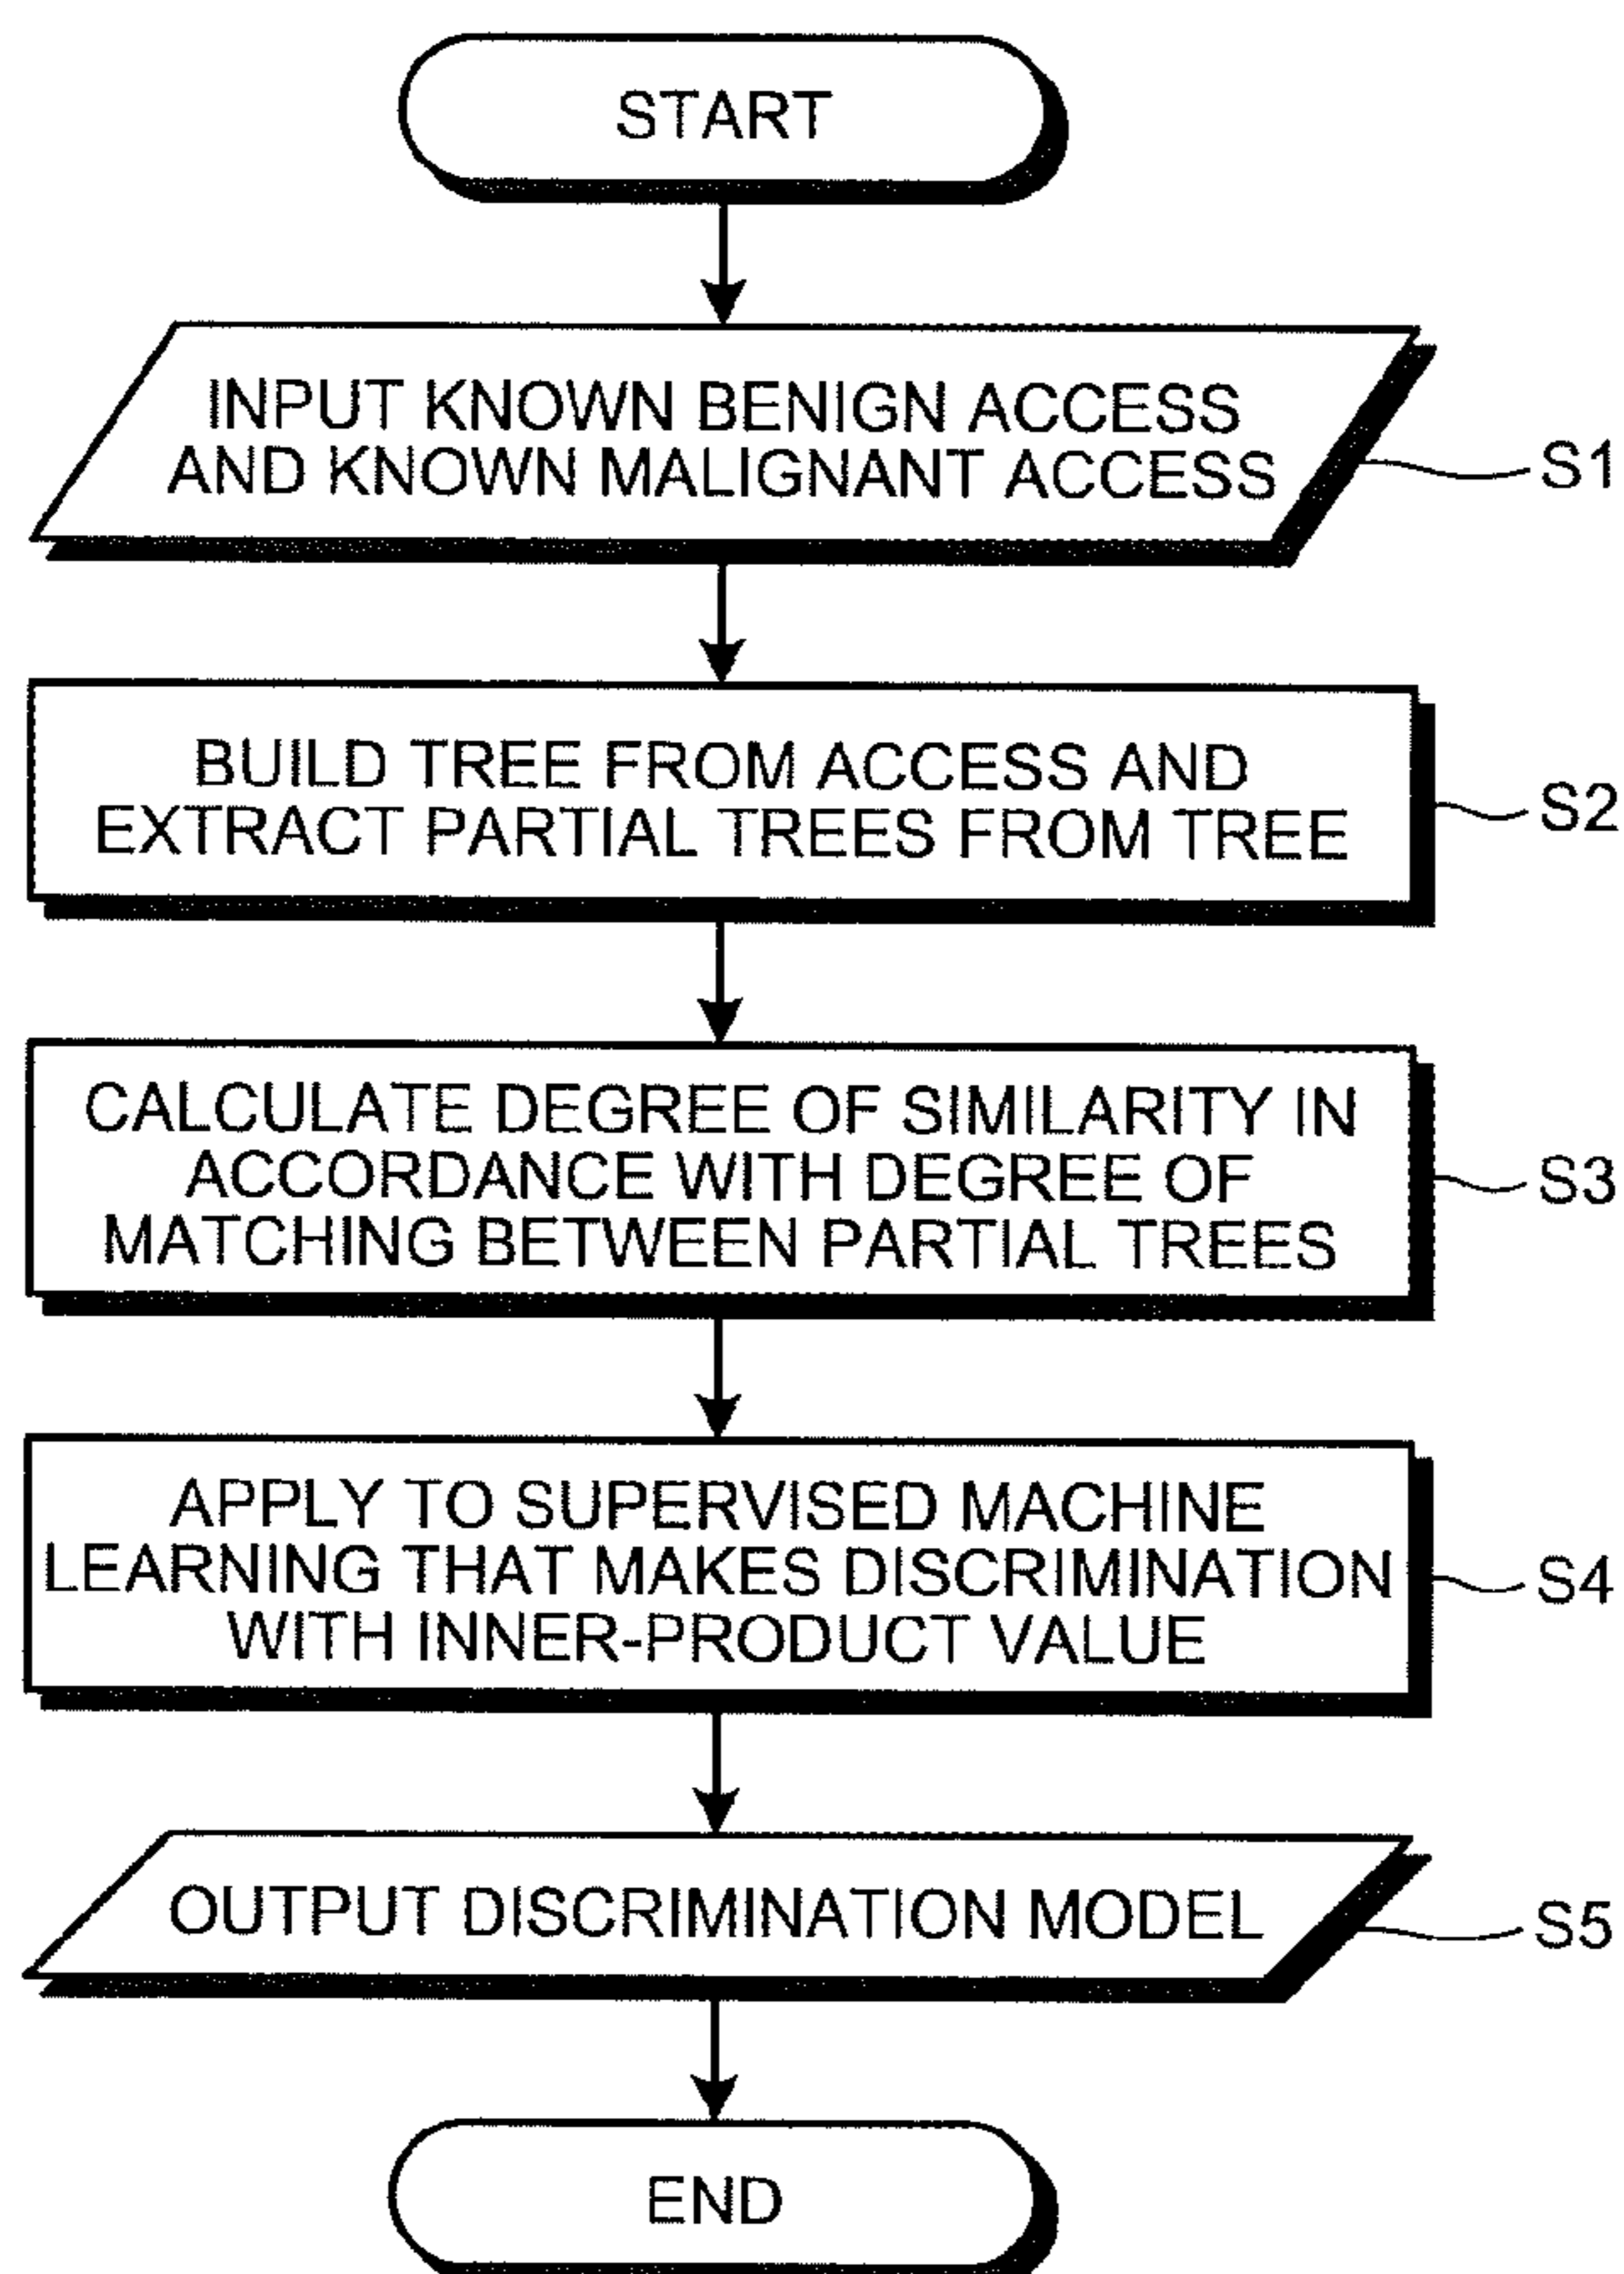 START
INPUT KNOWN BENIGN ACCESS
AND KNOWN MALIGNANT ACCESS
S1
BUILD TREE FROM ACCESS AND
EXTRACT PARTIAL TREES FROM TREE
S2
CALCULATE DEGREE OF SIMILARITY IN
ACCORDANCE WITH DEGREE OF
MATCHING BETWEEN PARTIAL TREES
S3
APPLY TO SUPERVISED MACHINE
LEARNING THAT MAKES DISCRIMINATION
WITH INNER-PRODUCT VALUE
S4
OUTPUT DISCRIMINATION MODEL
S5
END